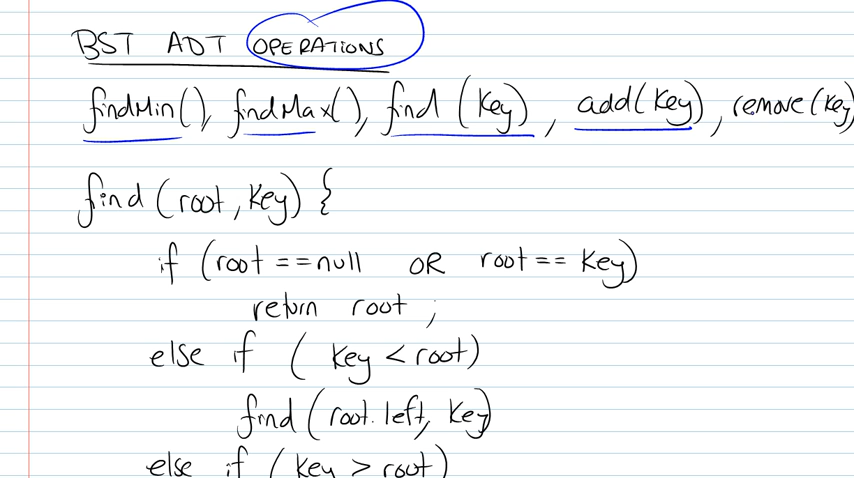 BST ADT OPERATIONS
findMin(), findMax(), find (key), add(key), remove(key)
find (root, key) {
if (root == null OR root == key)
return root ;
else if ( key < root)
find (root.left, key)
else if ( key > root)